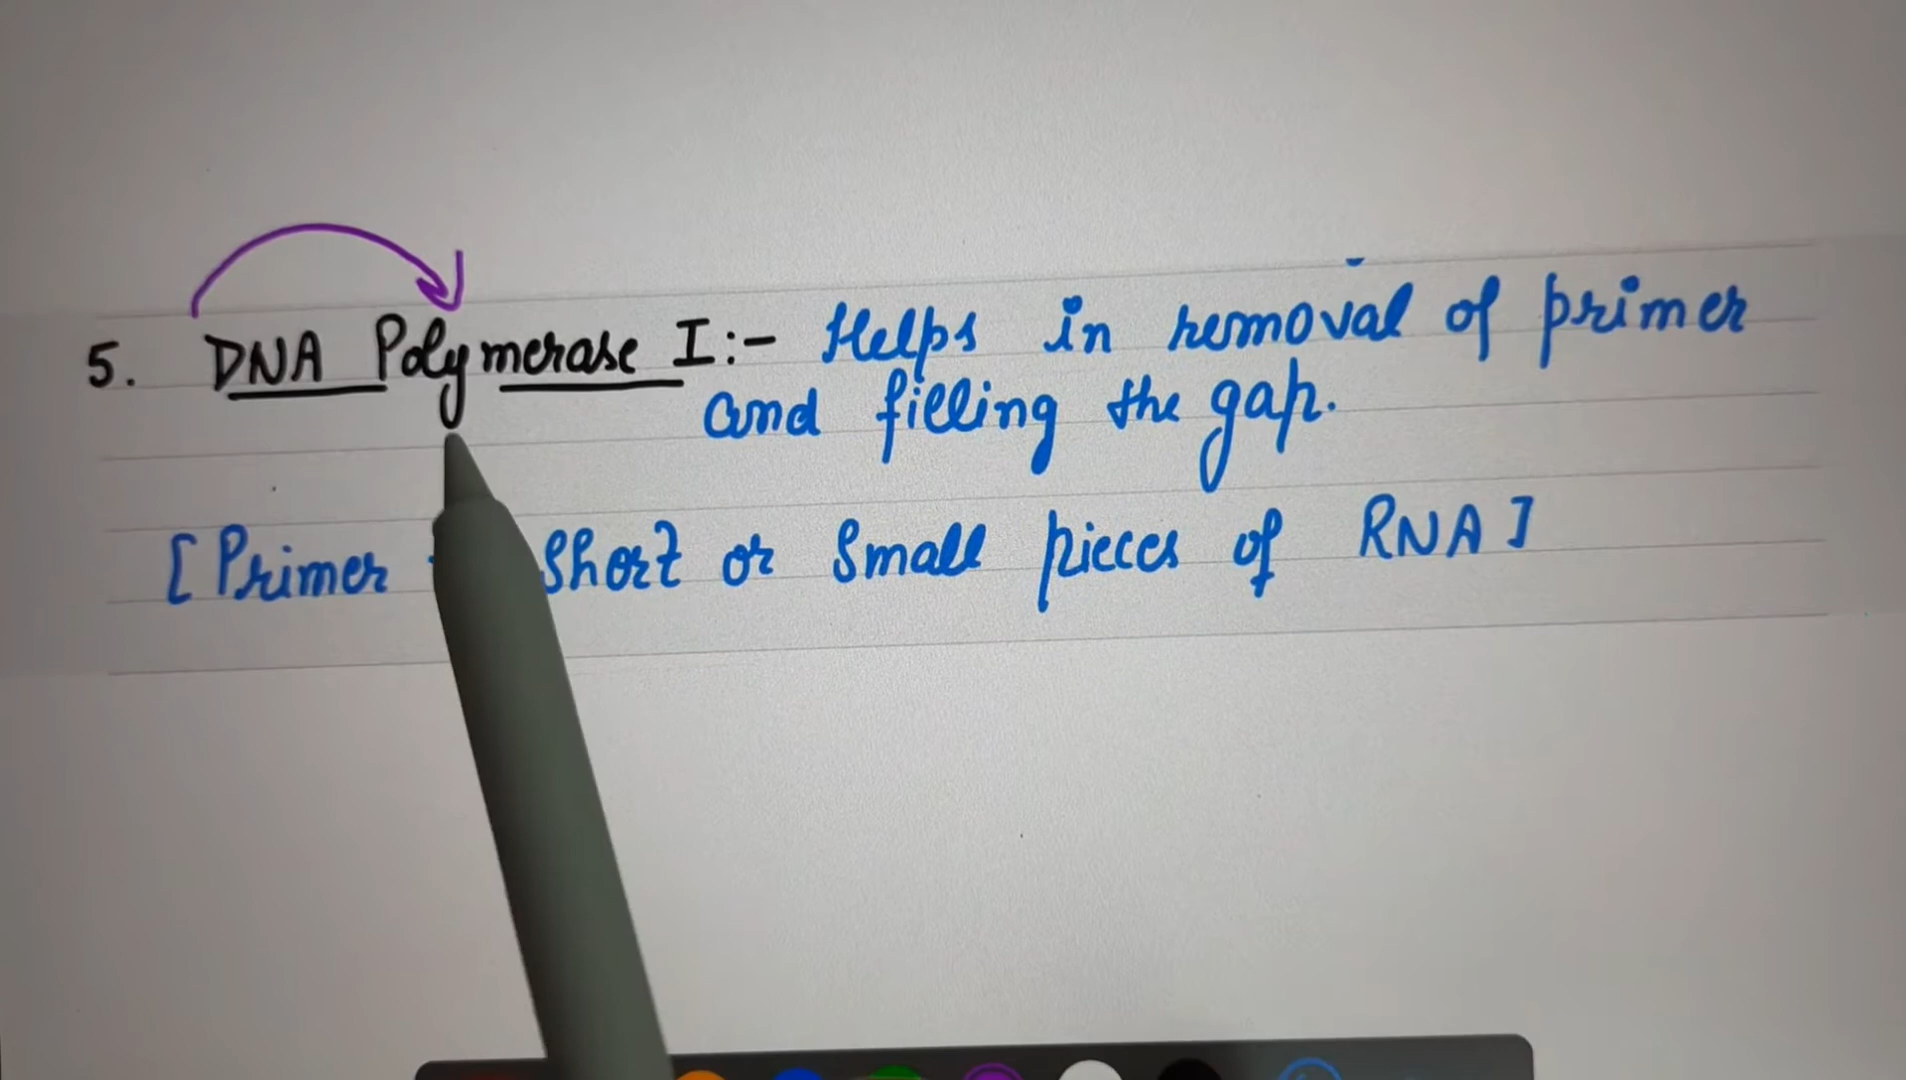 5. DNA Polymerase I:- Helps in removal of primer
and filling the gap.
[Primer Short or Small pieces of RNA]